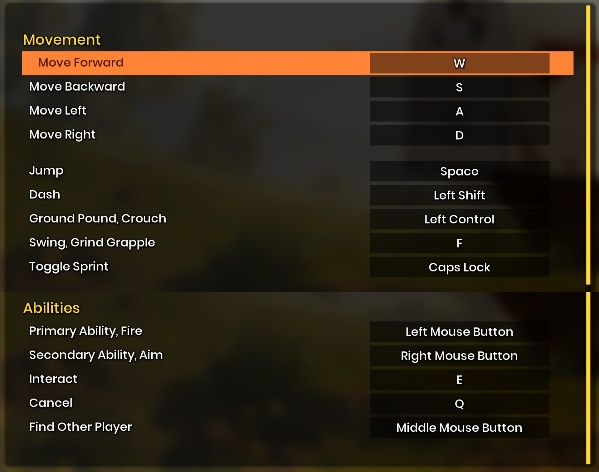 Movement
Move Forward W
Move Backward S
Move Left A
Move Right D
Jump Space
Dash Left Shift
Ground Pound, Crouch Left Control
Swing, Grind Grapple F
Toggle Sprint Caps Lock
Abilities
Primary Ability, Fire Left Mouse Button
Secondary Ability, Aim Right Mouse Button
Interact E
Cancel Q
Find Other Player Middle Mouse Button